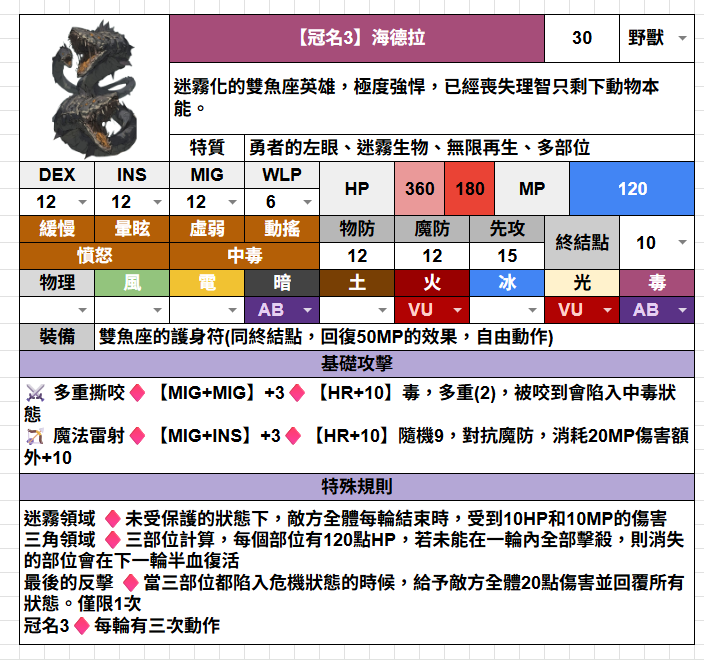 【冠名3】海德拉 30 野獸
迷霧化的雙魚座英雄，極度強悍，已經喪失理智只剩下動物本
能。
特質 勇者的左眼、迷霧生物、無限再生、多部位
DEX INS MIG WLP HP 360 180 MP 120
12 12 12 6
緩慢 暈眩 虛弱 動搖 物防 魔防 先攻 終結點 10
憤怒 中毒 12 12 15
物理 風 電 暗 土 火 冰 光 毒
AB VU VU AB
裝備 雙魚座的護身符(同終結點，回復50MP的效果，自由動作)
基礎攻擊
⚔️ 多重撕咬♦️【MIG+MIG】+3♦️【HR+10】毒，多重(2)，被咬到會陷入中毒狀
態
🏹 魔法雷射♦️【MIG+INS】+3♦️【HR+10】隨機9，對抗魔防，消耗20MP傷害額
外+10
特殊規則
迷霧領域 ♦️未受保護的狀態下，敵方全體每輪結束時，受到10HP和10MP的傷害
三角領域 ♦️三部位計算，每個部位有120點HP，若未能在一輪內全部擊殺，則消失
的部位會在下一輪半血復活
最後的反擊 ♦️當三部位都陷入危機狀態的時候，給予敵方全體20點傷害並回覆所有
狀態。僅限1次
冠名3♦️每輪有三次動作